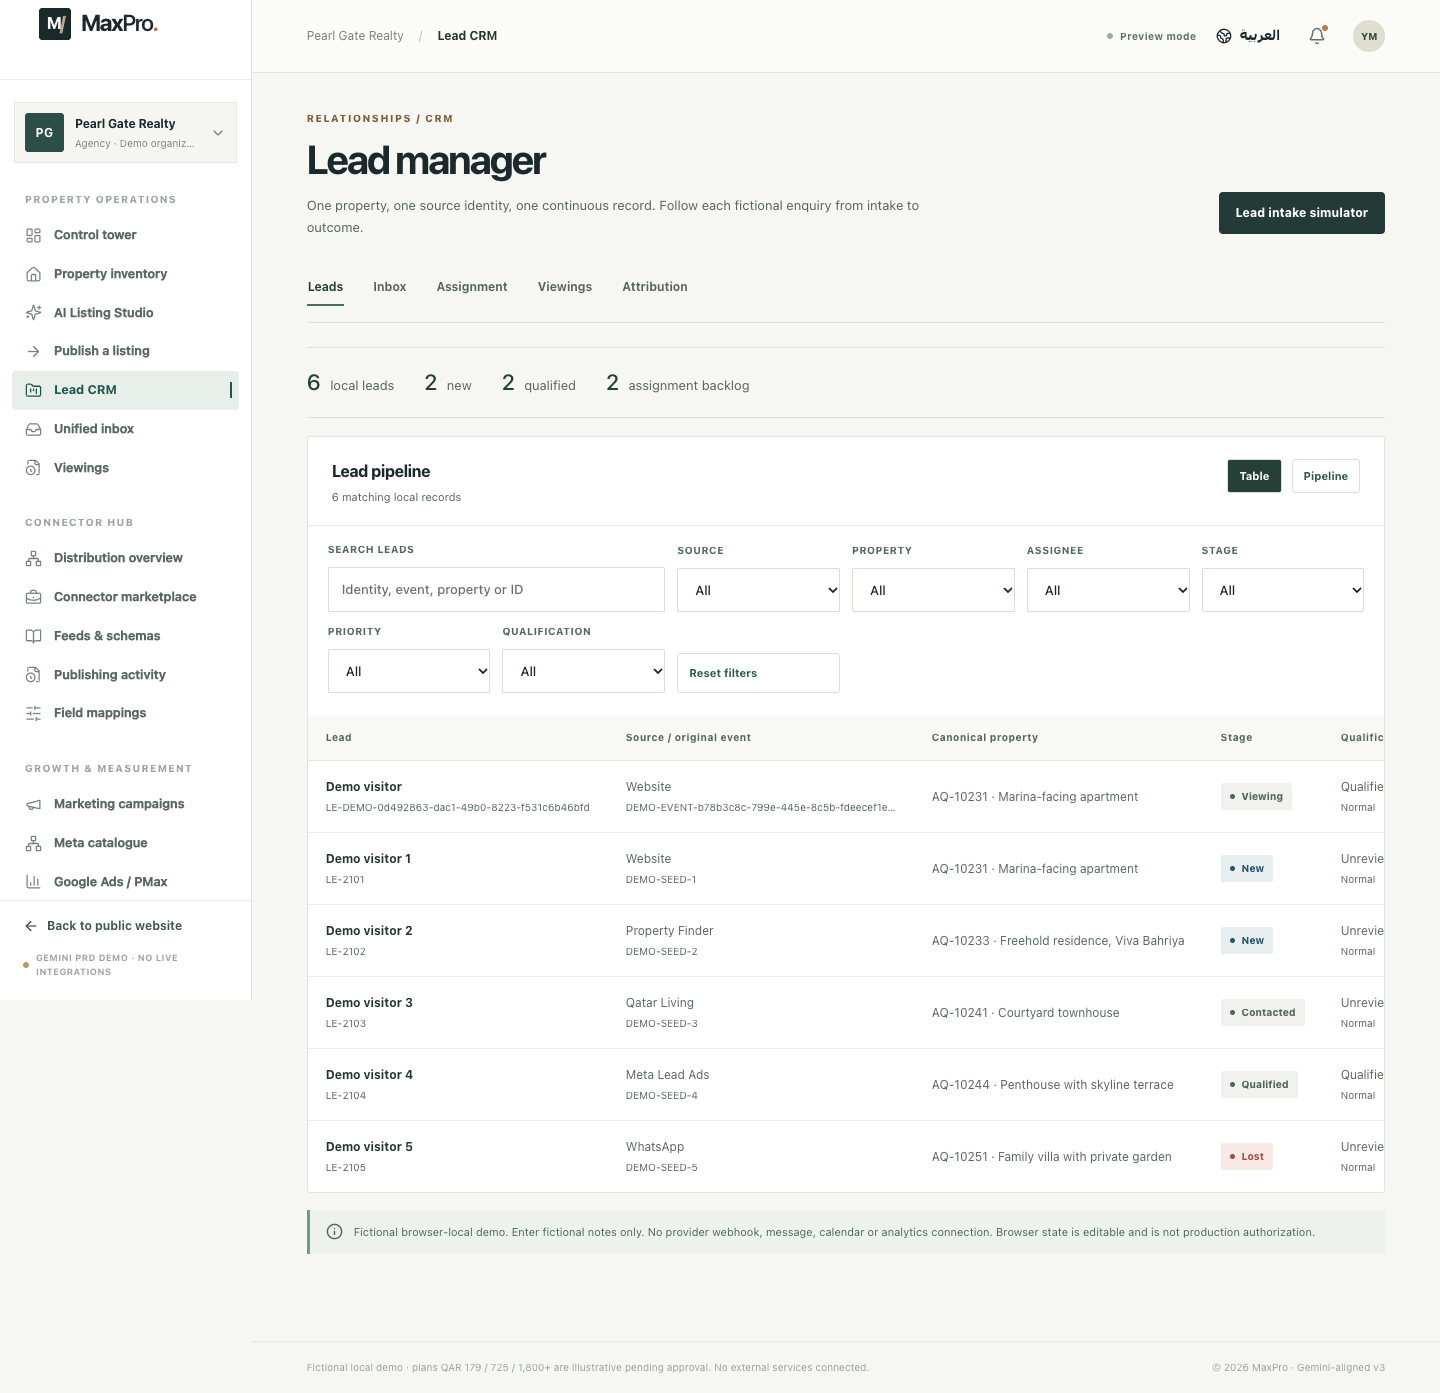 M/ MaxPro.
Pearl Gate Realty / Lead CRM
Preview mode
العربية
YM
PG
Pearl Gate Realty
Agency · Demo organiz...
PROPERTY OPERATIONS
Control tower
Property inventory
AI Listing Studio
Publish a listing
Lead CRM
Unified inbox
Viewings
CONNECTOR HUB
Distribution overview
Connector marketplace
Feeds & schemas
Publishing activity
Field mappings
GROWTH & MEASUREMENT
Marketing campaigns
Meta catalogue
Google Ads / PMax
Back to public website
GEMINI PRD DEMO · NO LIVE
INTEGRATIONS
RELATIONSHIPS / CRM
Lead manager
One property, one source identity, one continuous record. Follow each fictional enquiry from intake to
outcome.
Lead intake simulator
Leads Inbox Assignment Viewings Attribution
6 local leads 2 new 2 qualified 2 assignment backlog
Lead pipeline
6 matching local records
Table Pipeline
SEARCH LEADS SOURCE PROPERTY ASSIGNEE STAGE
Identity, event, property or ID All All All All
PRIORITY QUALIFICATION
All All Reset filters
Lead Source / original event Canonical property Stage Qualific
Demo visitor Website AQ-10231 · Marina-facing apartment Viewing Qualifie
LE-DEMO-0d492863-dac1-49b0-8223-f531c6b46bfd DEMO-EVENT-b78b3c8c-799e-445e-8c5b-fdeecef1e... Normal
Demo visitor 1 Website AQ-10231 · Marina-facing apartment New Unrevie
LE-2101 DEMO-SEED-1 Normal
Demo visitor 2 Property Finder AQ-10233 · Freehold residence, Viva Bahriya New Unrevie
LE-2102 DEMO-SEED-2 Normal
Demo visitor 3 Qatar Living AQ-10241 · Courtyard townhouse Contacted Unrevie
LE-2103 DEMO-SEED-3 Normal
Demo visitor 4 Meta Lead Ads AQ-10244 · Penthouse with skyline terrace Qualified Qualifie
LE-2104 DEMO-SEED-4 Normal
Demo visitor 5 WhatsApp AQ-10251 · Family villa with private garden Lost Unrevie
LE-2105 DEMO-SEED-5 Normal
Fictional browser-local demo. Enter fictional notes only. No provider webhook, message, calendar or analytics connection. Browser state is editable and is not production authorization.
Fictional local demo · plans QAR 179 / 725 / 1,800+ are illustrative pending approval. No external services connected.
© 2026 MaxPro · Gemini-aligned v3